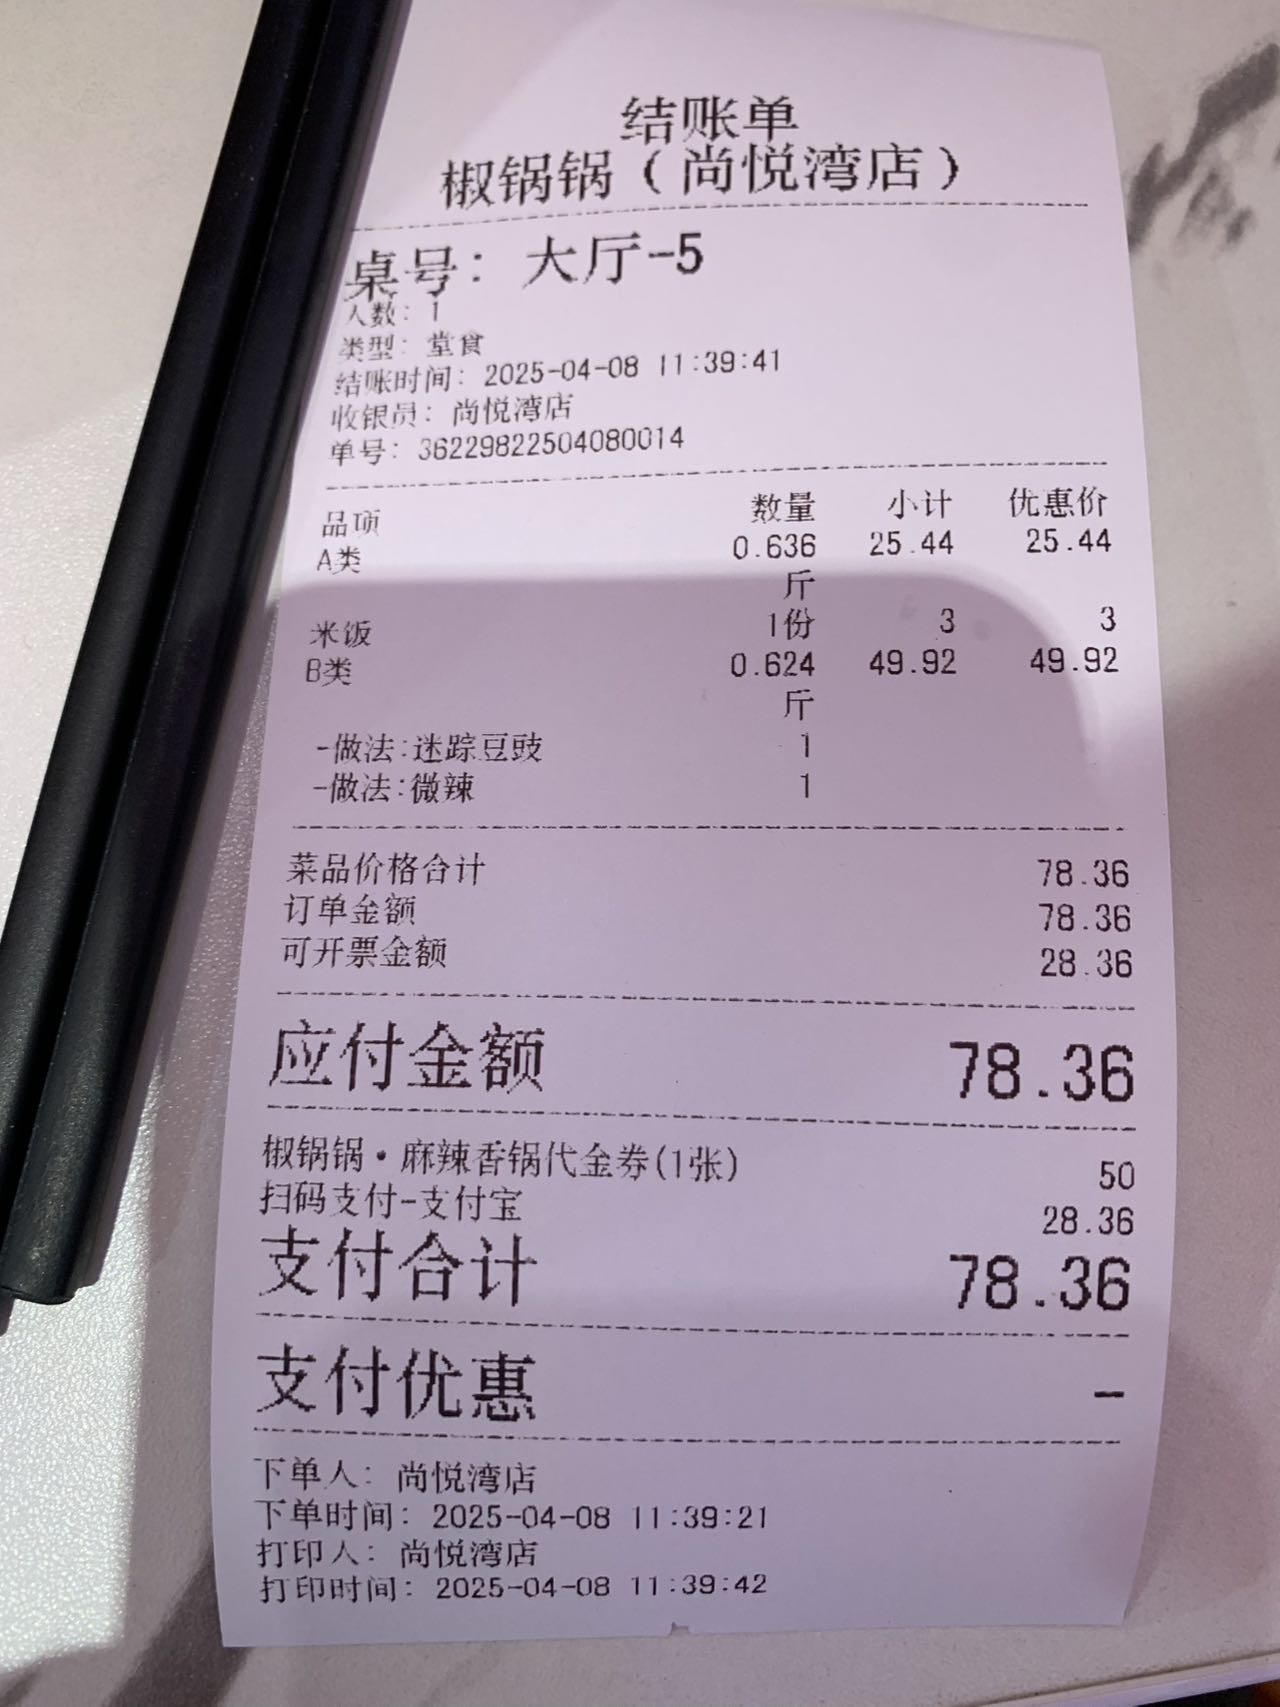 结账单
椒锅锅（尚悦湾店）
桌号：大厅-5
人数：1
类型：堂食
结账时间：2025-04-08 11:39:41
收银员：尚悦湾店
单号：36229822504080014
品项 数量 小计 优惠价
A类 0.636 25.44 25.44
斤
米饭 1份 3 3
B类 0.624 49.92 49.92
斤
-做法:迷踪豆豉 1
-做法:微辣 1
菜品价格合计 78.36
订单金额 78.36
可开票金额 28.36
应付金额 78.36
椒锅锅·麻辣香锅代金券(1张) 50
扫码支付-支付宝 28.36
支付合计 78.36
支付优惠 -
下单人：尚悦湾店
下单时间：2025-04-08 11:39:21
打印人：尚悦湾店
打印时间：2025-04-08 11:39:42